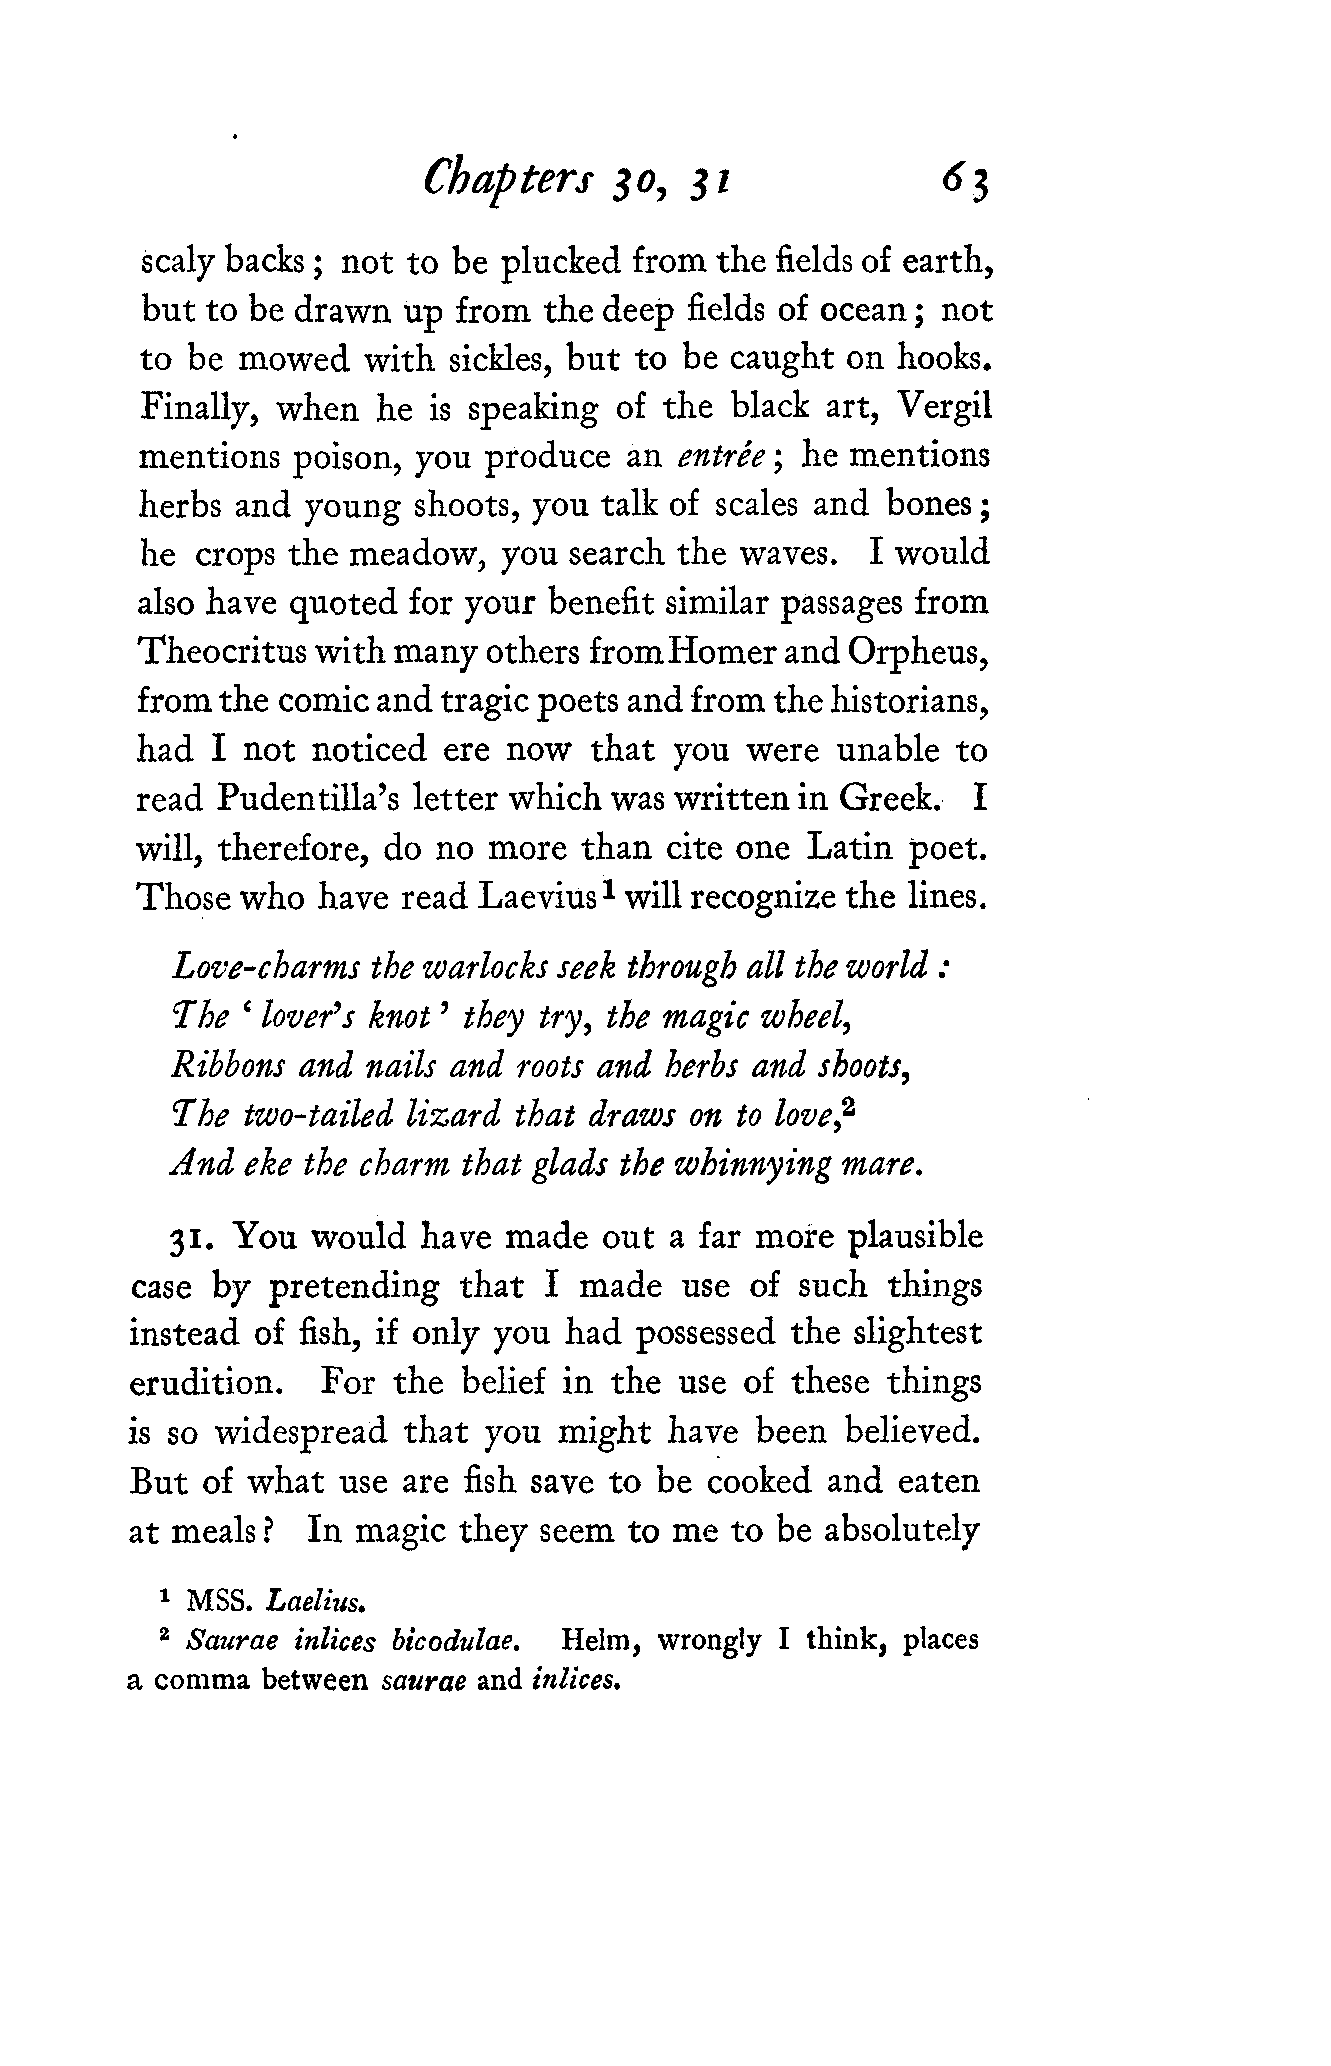 Chapters 30, 31 63
scaly backs ; not to be plucked from the fields of earth,
but to be drawn up from the deep fields of ocean ; not
to be mowed with sickles, but to be caught on hooks.
Finally, when he is speaking of the black art, Vergil
mentions poison, you produce an entrée ; he mentions
herbs and young shoots, you talk of scales and bones ;
he crops the meadow, you search the waves. I would
also have quoted for your benefit similar passages from
Theocritus with many others from Homer and Orpheus,
from the comic and tragic poets and from the historians,
had I not noticed ere now that you were unable to
read Pudentilla's letter which was written in Greek. I
will, therefore, do no more than cite one Latin poet.
Those who have read Laevius¹ will recognize the lines.
Love-charms the warlocks seek through all the world :
The ‘ lover's knot ’ they try, the magic wheel,
Ribbons and nails and roots and herbs and shoots,
The two-tailed lizard that draws on to love,²
And eke the charm that glads the whinnying mare.
31. You would have made out a far more plausible
case by pretending that I made use of such things
instead of fish, if only you had possessed the slightest
erudition. For the belief in the use of these things
is so widespread that you might have been believed.
But of what use are fish save to be cooked and eaten
at meals ? In magic they seem to me to be absolutely
¹ MSS. Laelius.
² Saurae inlices bicodulae. Helm, wrongly I think, places
a comma between saurae and inlices.